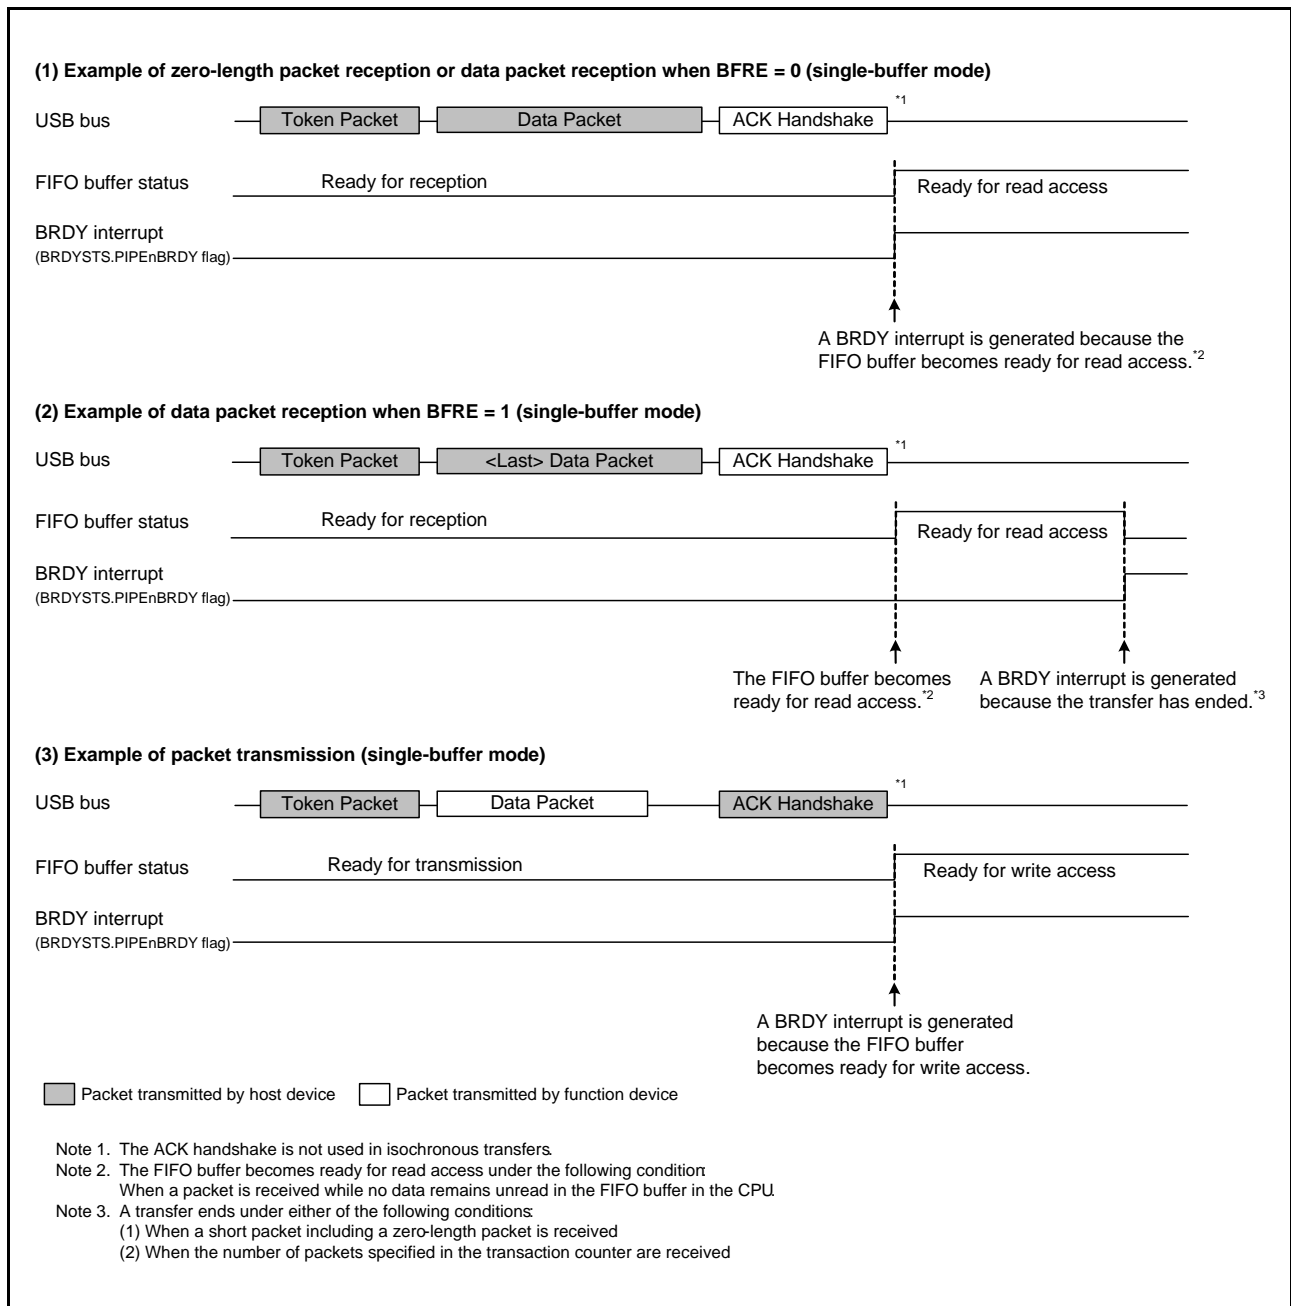 (1) Example of zero-length packet reception or data packet reception when BFRE = 0 (single-buffer mode)
USB bus
Token Packet
Data Packet
ACK Handshake
*1
FIFO buffer status
Ready for reception
Ready for read access
BRDY interrupt
(BRDYSTS.PIPEnBRDY flag)
A BRDY interrupt is generated because the
FIFO buffer becomes ready for read access.*2
(2) Example of data packet reception when BFRE = 1 (single-buffer mode)
USB bus
Token Packet
<Last> Data Packet
ACK Handshake
*1
FIFO buffer status
Ready for reception
Ready for read access
BRDY interrupt
(BRDYSTS.PIPEnBRDY flag)
The FIFO buffer becomes
ready for read access.*2
A BRDY interrupt is generated
because the transfer has ended.*3
(3) Example of packet transmission (single-buffer mode)
USB bus
Token Packet
Data Packet
ACK Handshake
*1
FIFO buffer status
Ready for transmission
Ready for write access
BRDY interrupt
(BRDYSTS.PIPEnBRDY flag)
A BRDY interrupt is generated
because the FIFO buffer
becomes ready for write access.
Packet transmitted by host device
Packet transmitted by function device
Note 1. The ACK handshake is not used in isochronous transfers.
Note 2. The FIFO buffer becomes ready for read access under the following condition:
When a packet is received while no data remains unread in the FIFO buffer in the CPU.
Note 3. A transfer ends under either of the following conditions:
(1) When a short packet including a zero-length packet is received
(2) When the number of packets specified in the transaction counter are received